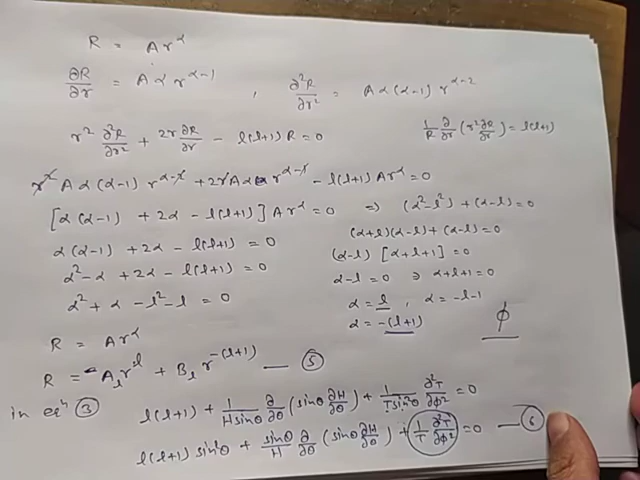 R = A r^α
∂R/∂r = A α r^(α-1) , ∂²R/∂r² = A α (α-1) r^(α-2)
r² ∂²R/∂r² + 2r ∂R/∂r - l(l+1) R = 0
1/R ∂/∂r (r² ∂R/∂r) = l(l+1)
r² A α (α-1) r^(α-2) + 2r A α r^(α-1) - l(l+1) A r^α = 0
[α(α-1) + 2α - l(l+1)] A r^α = 0 ⇒ (α² - l²) + (α - l) = 0
α(α-1) + 2α - l(l+1) = 0
(α+l)(α-l) + (α-l) = 0
α² - α + 2α - l(l+1) = 0
(α-l) [α+l+1] = 0
α² + α - l² - l = 0
α - l = 0 ⇒ α+l+1 = 0
α = l , α = -l-1
α = -(l+1)
ϕ
R = A r^α
R = A_l r^l + B_l r^-(l+1) — ⑤
in eqⁿ ③ l(l+1) + 1/(H sinθ) ∂/∂θ (sinθ ∂H/∂θ) + 1/(T sin²θ) ∂²T/∂ϕ² = 0
l(l+1) sin²θ + sinθ/H ∂/∂θ (sinθ ∂H/∂θ) + 1/T ∂²T/∂ϕ² = 0 — ⑥